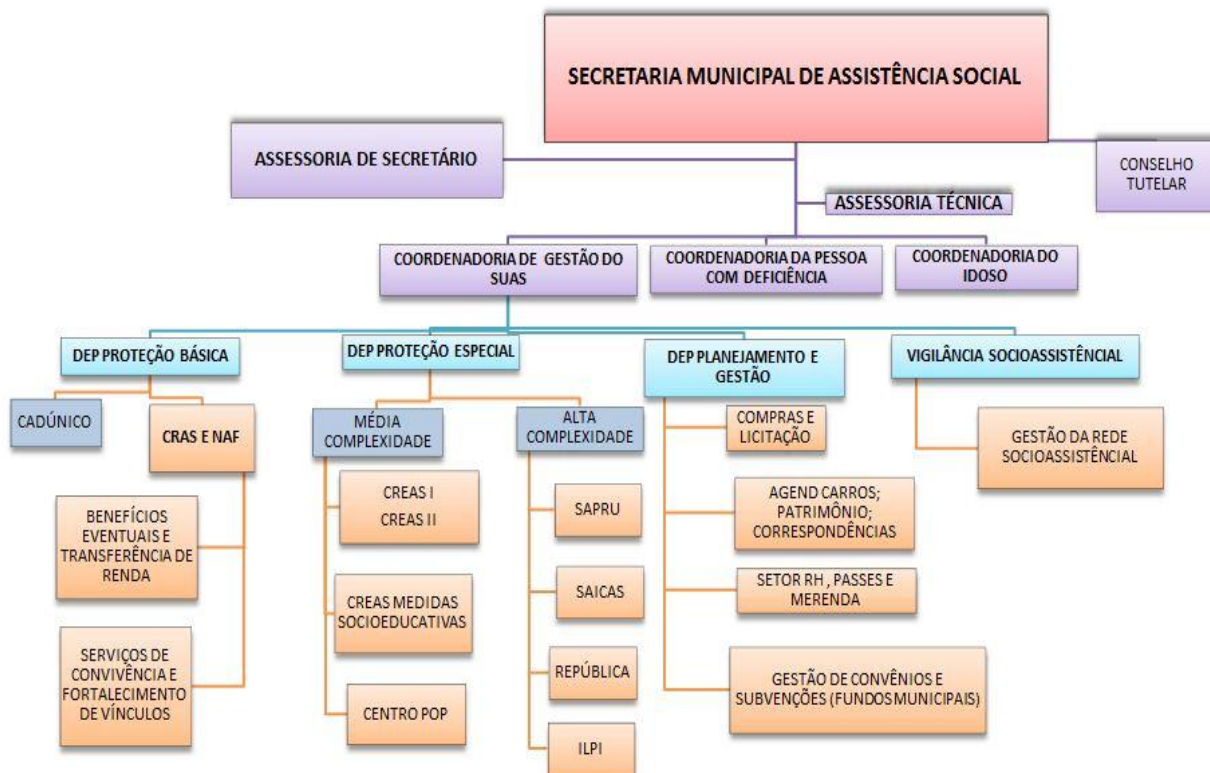 SECRETARIA MUNICIPAL DE ASSISTÊNCIA SOCIAL
ASSESSORIA DE SECRETÁRIO
CONSELHO
TUTELAR
ASSESSORIA TÉCNICA
COORDENADORIA DE GESTÃO DO
SUAS
COORDENADORIA DA PESSOA
COM DEFICIÊNCIA
COORDENADORIA DO
IDOSO
DEP PROTEÇÃO BÁSICA
DEP PROTEÇÃO ESPECIAL
DEP PLANEJAMENTO E
GESTÃO
VIGILÂNCIA SOCIOASSISTÊNCIAL
CADÚNICO
CRAS E NAF
BENEFÍCIOS
EVENTUAIS E
TRANSFERÊNCIA DE
RENDA
SERVIÇOS DE
CONVIVÊNCIA E
FORTALECIMENTO
DE VÍNCULOS
MÉDIA
COMPLEXIDADE
CREAS I
CREAS II
CREAS MEDIDAS
SOCIOEDUCATIVAS
CENTRO POP
ALTA
COMPLEXIDADE
SAPRU
SAICAS
REPÚBLICA
ILPI
COMPRAS E
LICITAÇÃO
AGEND CARROS;
PATRIMÔNIO;
CORRESPONDÊNCIAS
SETOR RH , PASSES E
MERENDA
GESTÃO DE CONVÊNIOS E
SUBVENÇÕES (FUNDOS MUNICIPAIS)
GESTÃO DA REDE
SOCIOASSISTÊNCIAL